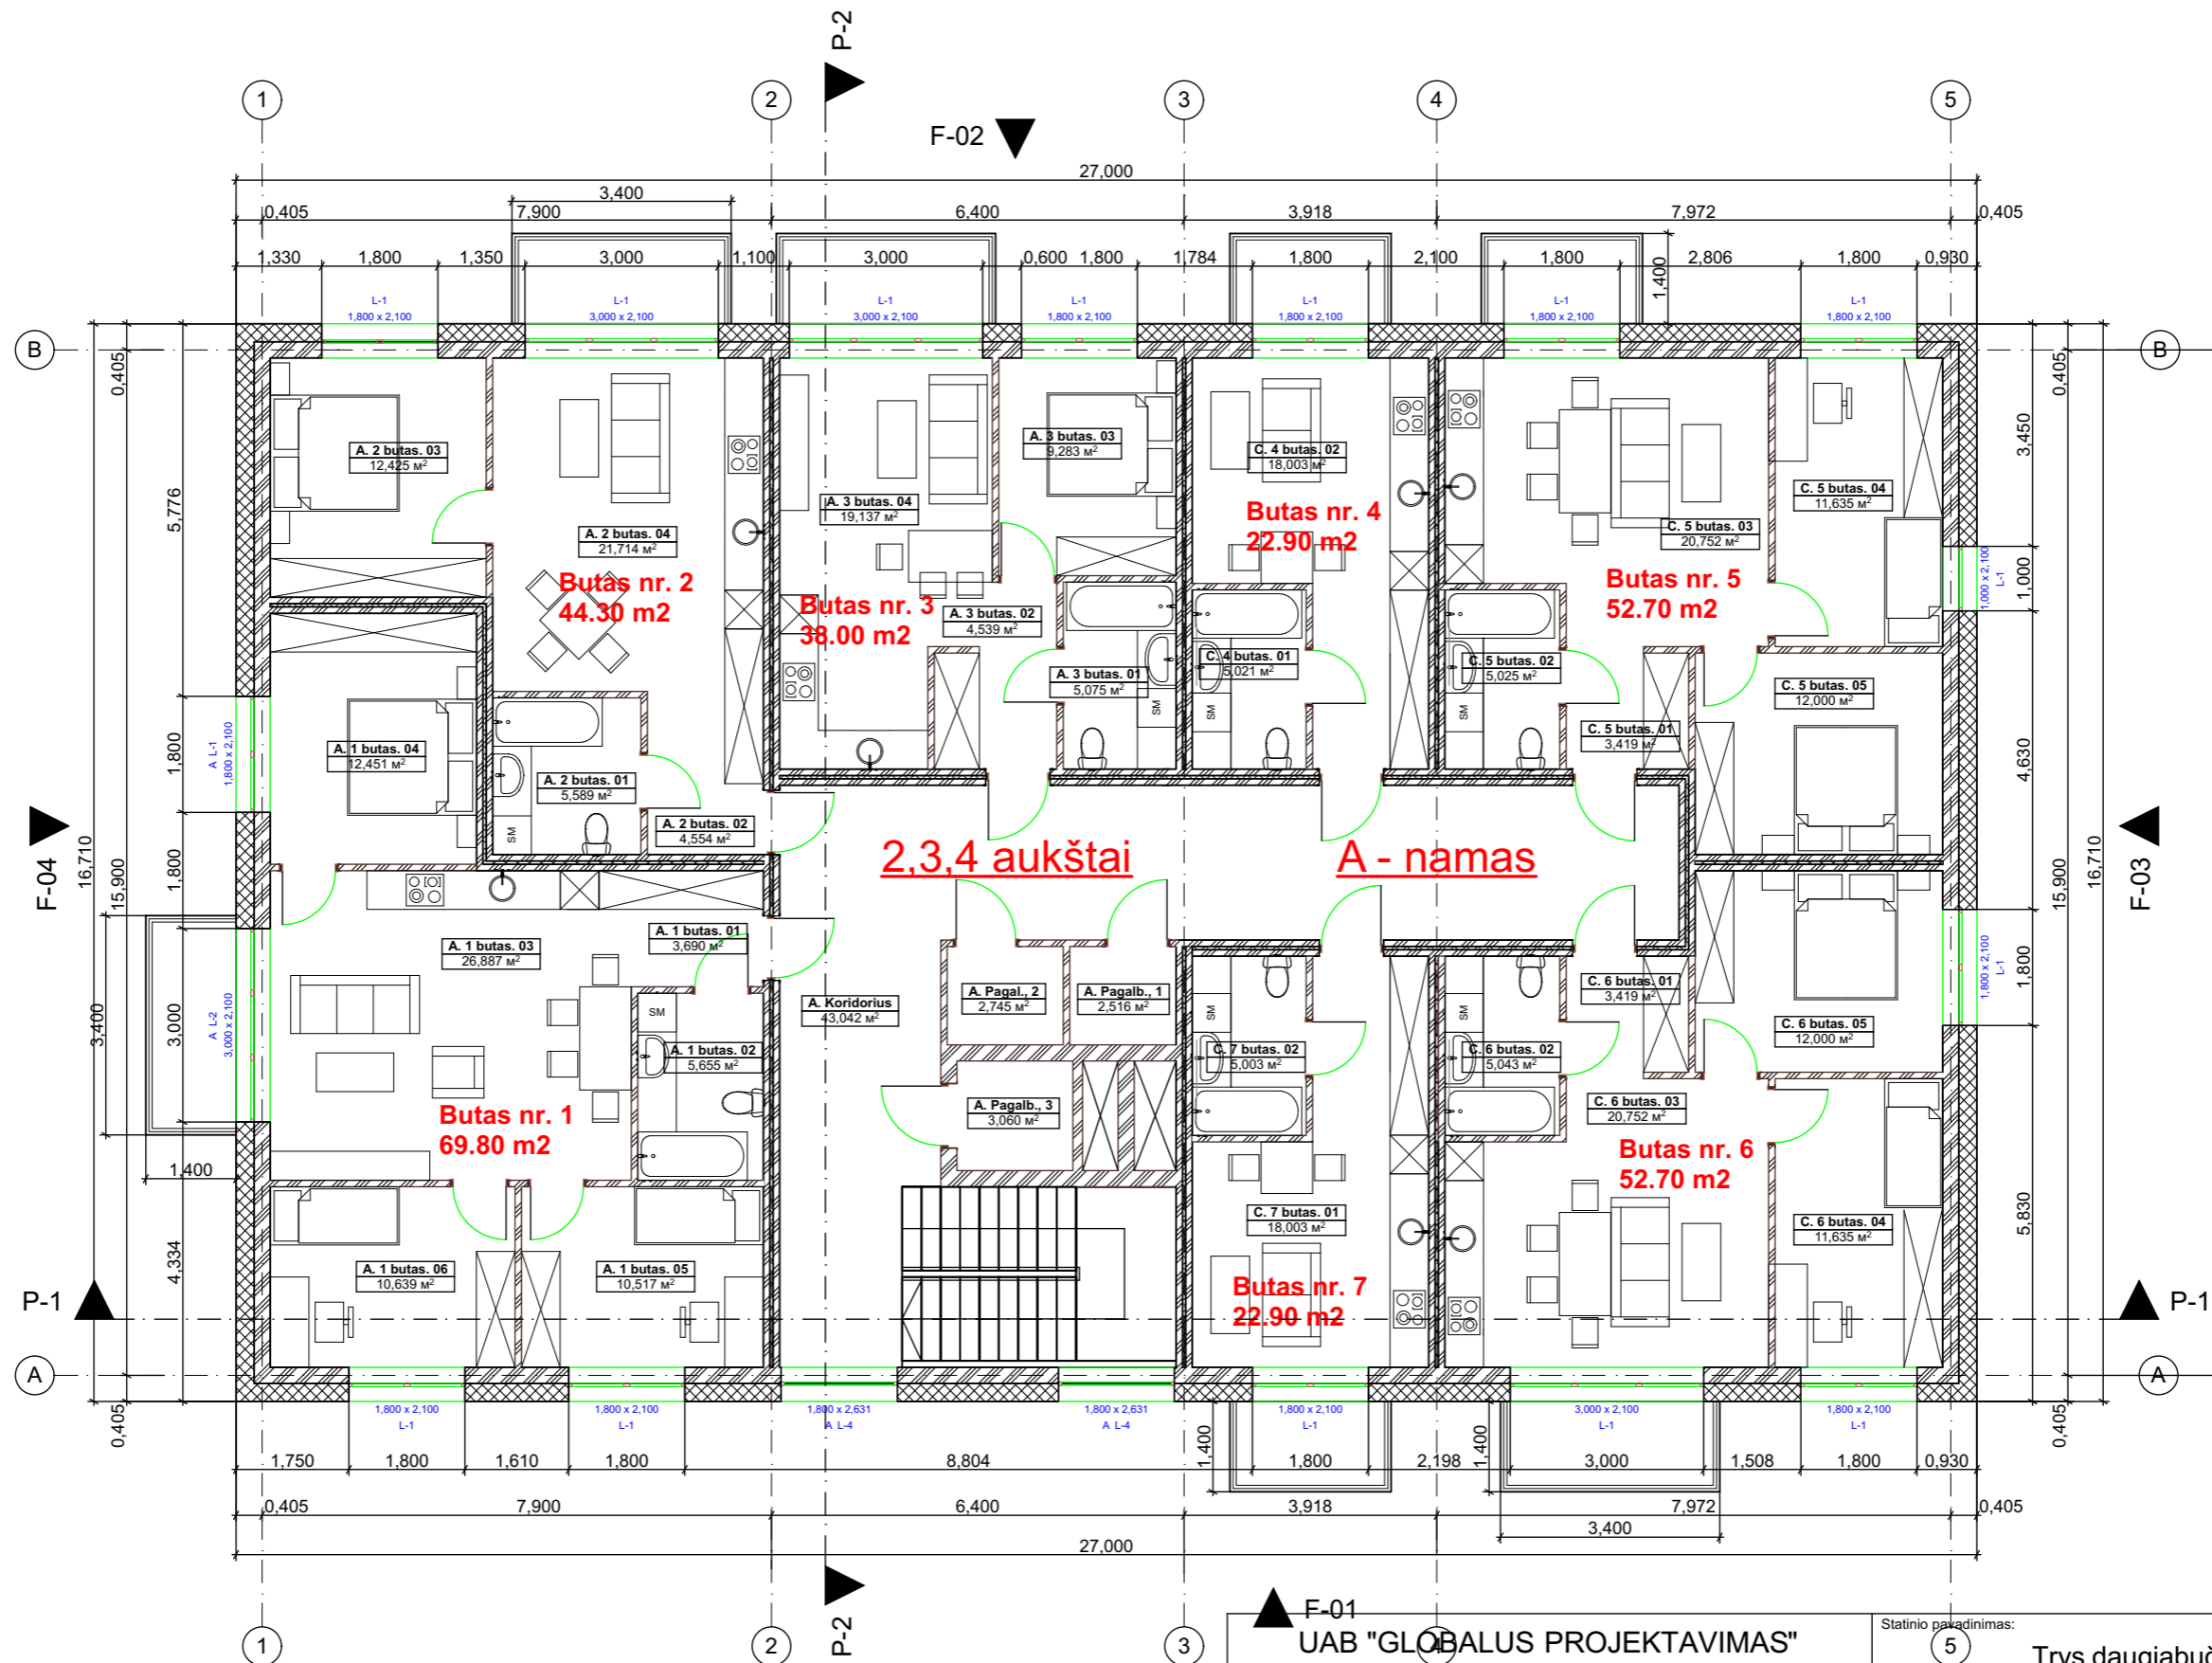 P-2
1
2
3
4
5
F-02
27,000
3,400
0,405
7,900
6,400
3,918
7,972
0,405
1,330
1,800
1,350
3,000
1,100
3,000
0,600
1,800
1,784
1,800
2,100
1,800
2,806
1,800
0,930
1,400
L-1
1,800 x 2,100
L-1
3,000 x 2,100
L-1
3,000 x 2,100
L-1
1,800 x 2,100
L-1
1,800 x 2,100
L-1
1,800 x 2,100
L-1
1,800 x 2,100
B
B
0,405
5,776
1,800
1,800
3,000
4,334
0,405
16,710
15,900
3,400
1,400
F-04
A L-1
1,800 x 2,100
A L-2
3,000 x 2,100
0,405
3,450
1,000
4,630
1,800
5,830
0,405
15,900
16,710
F-03
1,000 x 2,100
L-1
1,800 x 2,100
L-1
A. 2 butas. 03
12,425 м²
A. 2 butas. 04
21,714 м²
Butas nr. 2
44.30 m2
A. 2 butas. 01
5,589 м²
SM
A. 2 butas. 02
4,554 м²
A. 3 butas. 04
19,137 м²
A. 3 butas. 03
9,283 м²
Butas nr. 3
38.00 m2
A. 3 butas. 02
4,539 м²
A. 3 butas. 01
5,075 м²
SM
C. 4 butas. 02
18,003 м²
Butas nr. 4
22.90 m2
C. 4 butas. 01
5,021 м²
SM
C. 5 butas. 04
11,635 м²
C. 5 butas. 03
20,752 м²
Butas nr. 5
52.70 m2
C. 5 butas. 02
5,025 м²
SM
C. 5 butas. 01
3,419 м²
C. 5 butas. 05
12,000 м²
A. 1 butas. 04
12,451 м²
2,3,4 aukštai
A - namas
A. 1 butas. 01
3,690 м²
A. 1 butas. 03
26,887 м²
SM
A. 1 butas. 02
5,655 м²
Butas nr. 1
69.80 m2
A. 1 butas. 06
10,639 м²
A. 1 butas. 05
10,517 м²
A. Koridorius
43,042 м²
A. Pagal., 2
2,745 м²
A. Pagalb., 1
2,516 м²
A. Pagalb., 3
3,060 м²
SM
C. 7 butas. 02
5,003 м²
C. 7 butas. 01
18,003 м²
Butas nr. 7
22.90 m2
SM
C. 6 butas. 01
3,419 м²
C. 6 butas. 02
5,043 м²
C. 6 butas. 05
12,000 м²
C. 6 butas. 03
20,752 м²
Butas nr. 6
52.70 m2
C. 6 butas. 04
11,635 м²
P-1
P-1
A
A
1,800 x 2,100
L-1
1,800 x 2,100
L-1
1,800 x 2,631
A L-4
1,800 x 2,631
A L-4
1,800 x 2,100
L-1
3,000 x 2,100
L-1
1,800 x 2,100
L-1
1,400
1,400
1,750
1,800
1,610
1,800
8,804
1,800
2,198
3,000
1,508
1,800
0,930
0,405
7,900
6,400
3,918
7,972
0,405
3,400
27,000
P-2
F-01
1
2
3
4
5
UAB "GLOBALUS PROJEKTAVIMAS"
Statinio pavadinimas:
Trys daugiabuč